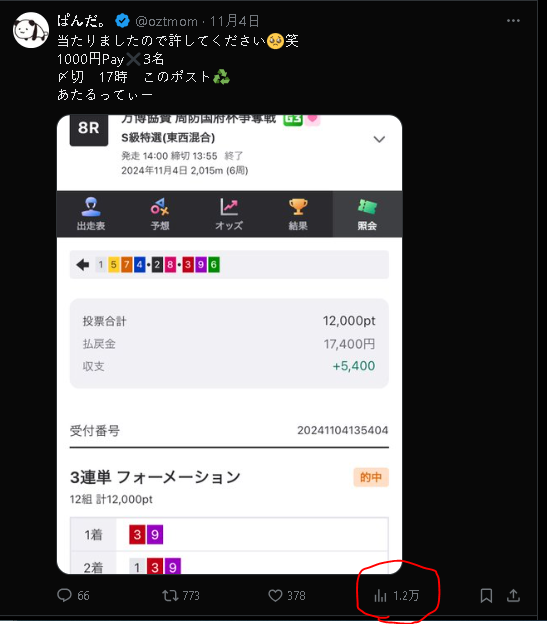 ぱんだ。 @oztmom · 11月4日
当たりましたので許してください🥺笑
1000円Pay✖️3名
〆切 17時 このポスト♻️
あたるってぃー
8R
万博協賛 周防国府杯争奪戦 G3
S級特選(東西混合)
発走 14:00 締切 13:55 終了
2024年11月4日 2,015m (6周)
出走表 予想 オッズ 結果 照会
1 5 7 4 • 2 8 • 3 9 6
投票合計 12,000pt
払戻金 17,400円
収支 +5,400
受付番号 20241104135404
3連単 フォーメーション 的中
12組 計12,000pt
1着 3 9
2着 1 3 9
66 773 378 1.2万